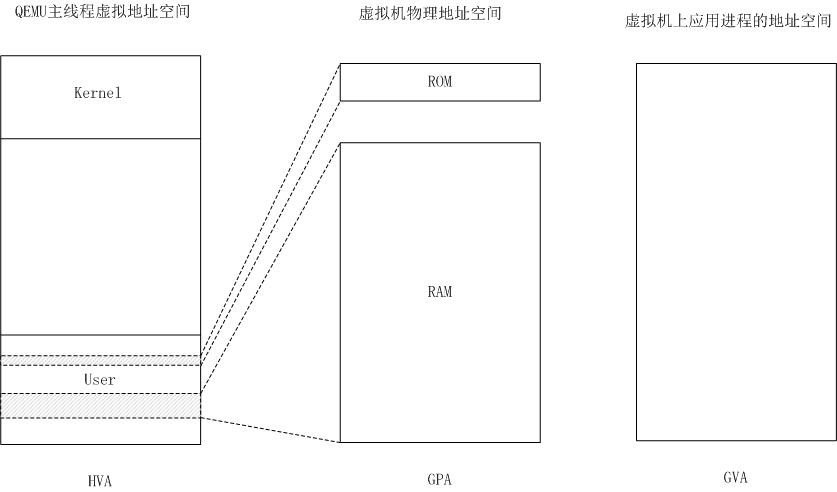 QEMU主线程虚拟地址空间
虚拟机物理地址空间
虚拟机上应用进程的地址空间
Kernel
ROM
RAM
User
HVA
GPA
GVA